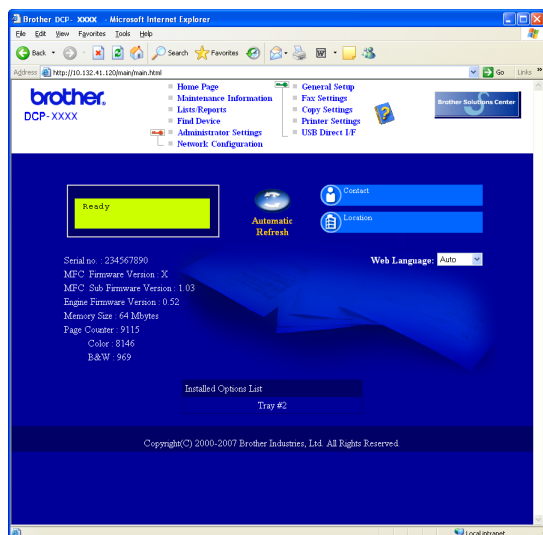 Brother DCP- XXXX - Microsoft Internet Explorer
File Edit View Favorites Tools Help
Back Search Favorites
Address http://10.132.41.120/main/main.html Go Links »
brother.
DCP-XXXX
Home Page
Maintenance Information
Lists/Reports
Find Device
Administrator Settings
Network Configuration
General Setup
Fax Settings
Copy Settings
Printer Settings
USB Direct I/F
Brother Solutions Center
Ready
Automatic
Refresh
Contact
Location
Web Language: Auto
Serial no. : 234567890
MFC Firmware Version : X
MFC Sub Firmware Version : 1.03
Engine Firmware Version : 0.52
Memory Size : 64 Mbytes
Page Counter : 9115
Color : 8146
B&W : 969
Installed Options List
Tray #2
Copyright(C) 2000-2007 Brother Industries, Ltd. All Rights Reserved.
Local intranet